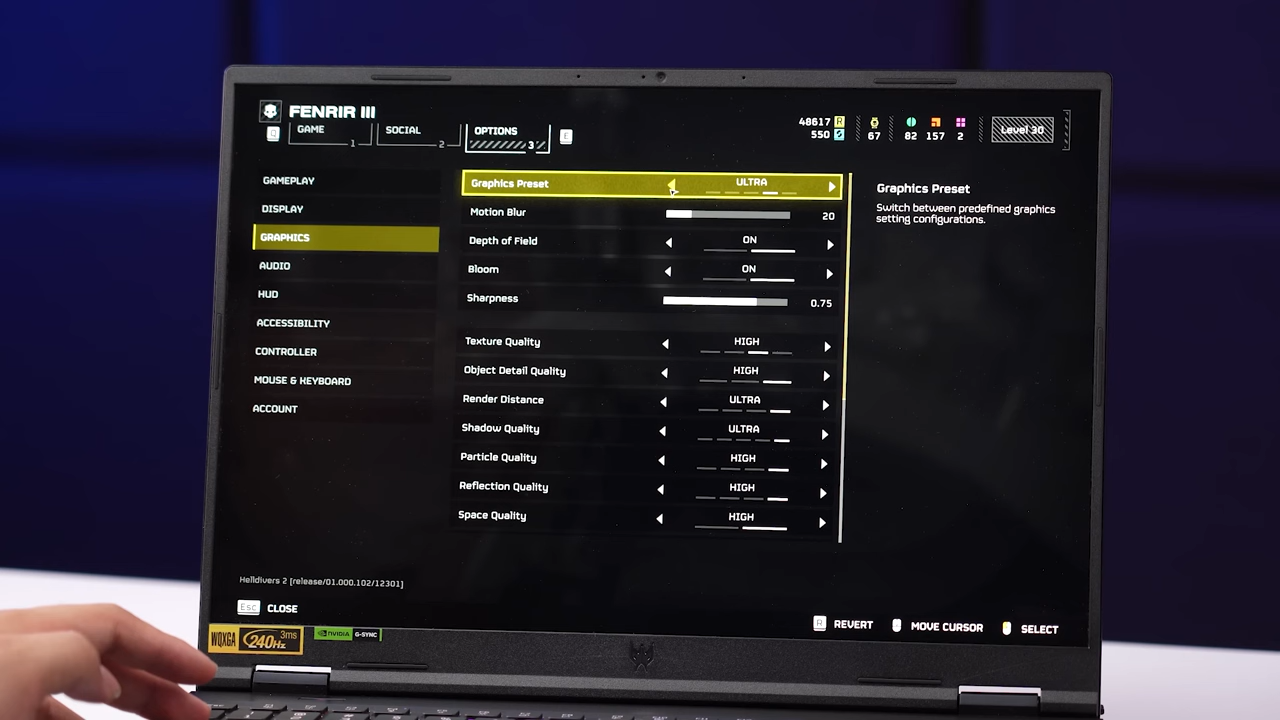 FENRIR III
Q
GAME 1
SOCIAL 2
OPTIONS 3
E
48617 R
550
67
82
157
2
Level 30
GAMEPLAY
DISPLAY
GRAPHICS
AUDIO
HUD
ACCESSIBILITY
CONTROLLER
MOUSE & KEYBOARD
ACCOUNT
Graphics Preset ULTRA
Motion Blur 20
Depth of Field ON
Bloom ON
Sharpness 0.75
Texture Quality HIGH
Object Detail Quality HIGH
Render Distance ULTRA
Shadow Quality ULTRA
Particle Quality HIGH
Reflection Quality HIGH
Space Quality HIGH
Graphics Preset
Switch between predefined graphics
setting configurations.
Helldivers 2 [release/01.000.102/12301]
Esc CLOSE
R REVERT
MOVE CURSOR
SELECT
WQXGA 240Hz 3ms
NVIDIA G-SYNC